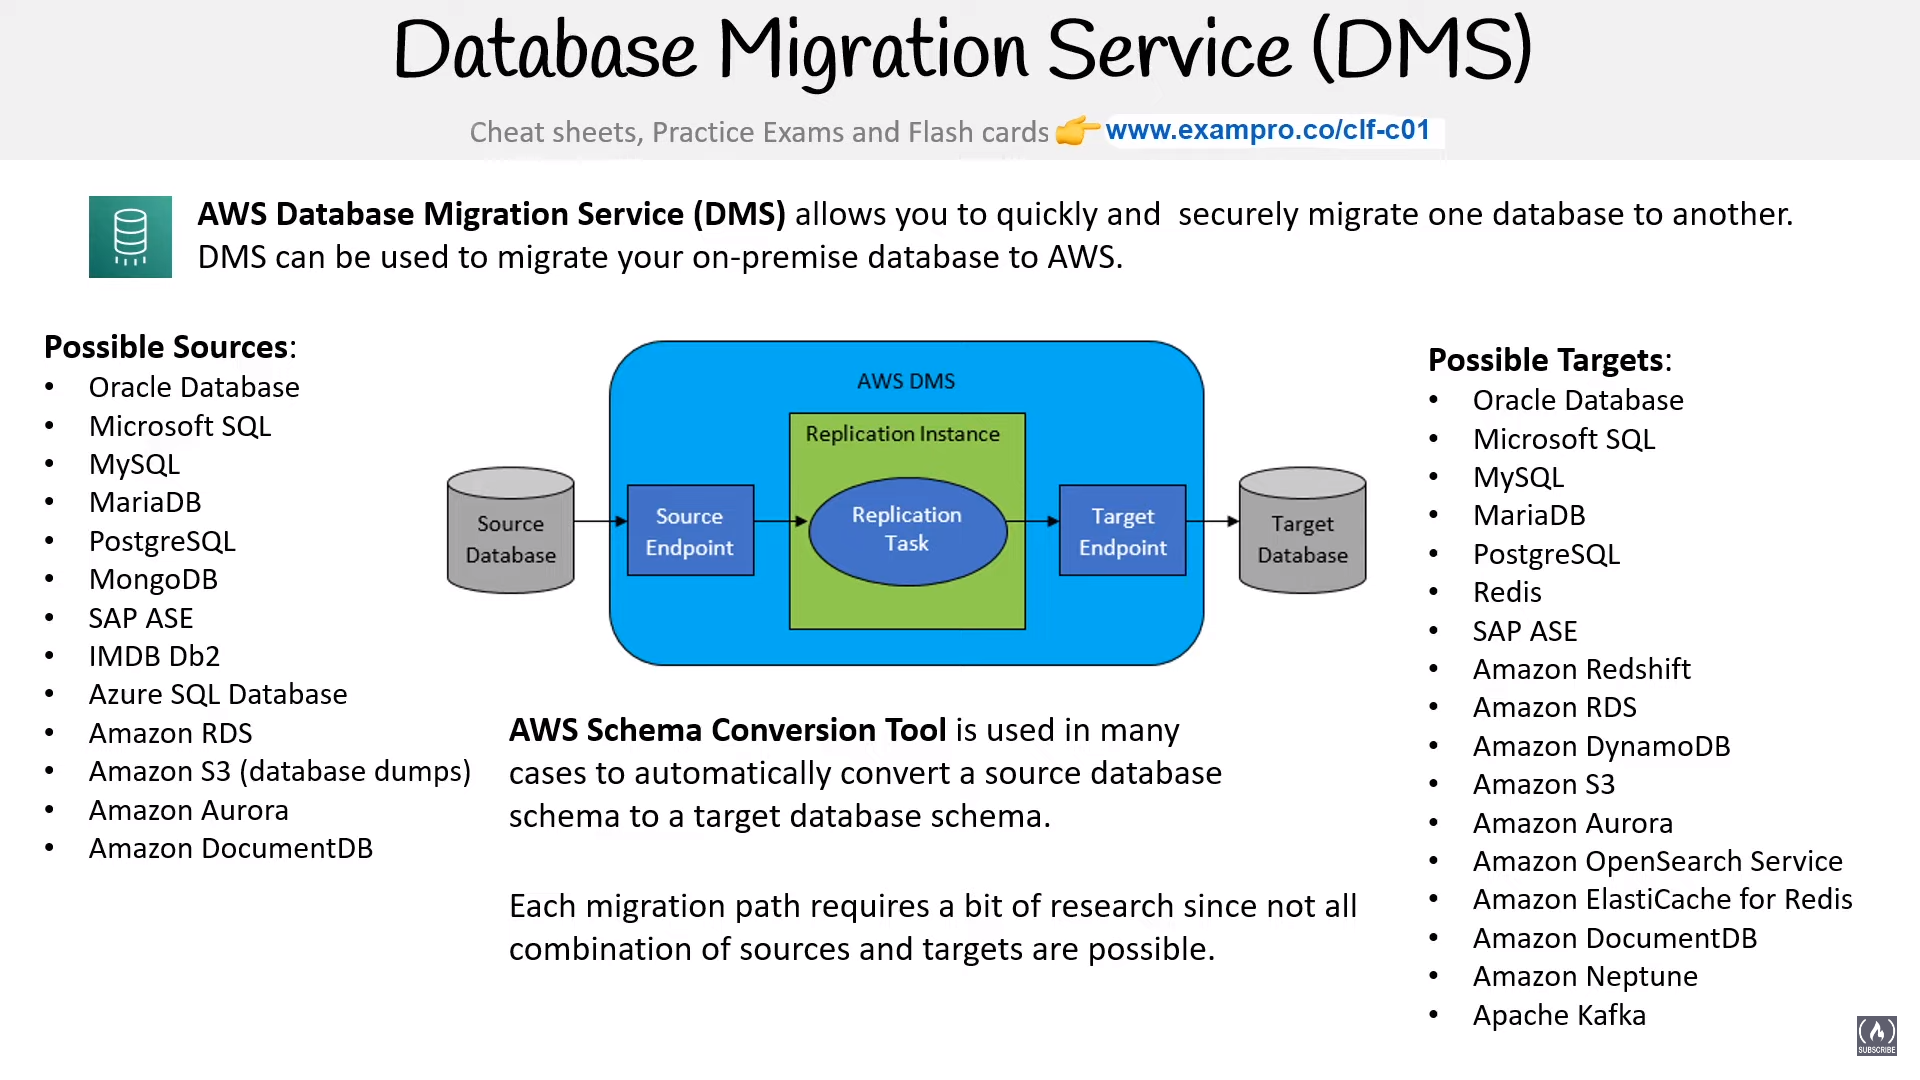 Database Migration Service (DMS)
Cheat sheets, Practice Exams and Flash cards 👉 www.exampro.co/clf-c01
AWS Database Migration Service (DMS) allows you to quickly and securely migrate one database to another.
DMS can be used to migrate your on-premise database to AWS.
Possible Sources:
• Oracle Database
• Microsoft SQL
• MySQL
• MariaDB
• PostgreSQL
• MongoDB
• SAP ASE
• IMDB Db2
• Azure SQL Database
• Amazon RDS
• Amazon S3 (database dumps)
• Amazon Aurora
• Amazon DocumentDB
AWS DMS
Replication Instance
Source
Database
Source
Endpoint
Replication
Task
Target
Endpoint
Target
Database
AWS Schema Conversion Tool is used in many
cases to automatically convert a source database
schema to a target database schema.
Each migration path requires a bit of research since not all
combination of sources and targets are possible.
Possible Targets:
• Oracle Database
• Microsoft SQL
• MySQL
• MariaDB
• PostgreSQL
• Redis
• SAP ASE
• Amazon Redshift
• Amazon RDS
• Amazon DynamoDB
• Amazon S3
• Amazon Aurora
• Amazon OpenSearch Service
• Amazon ElastiCache for Redis
• Amazon DocumentDB
• Amazon Neptune
• Apache Kafka
SUBSCRIBE